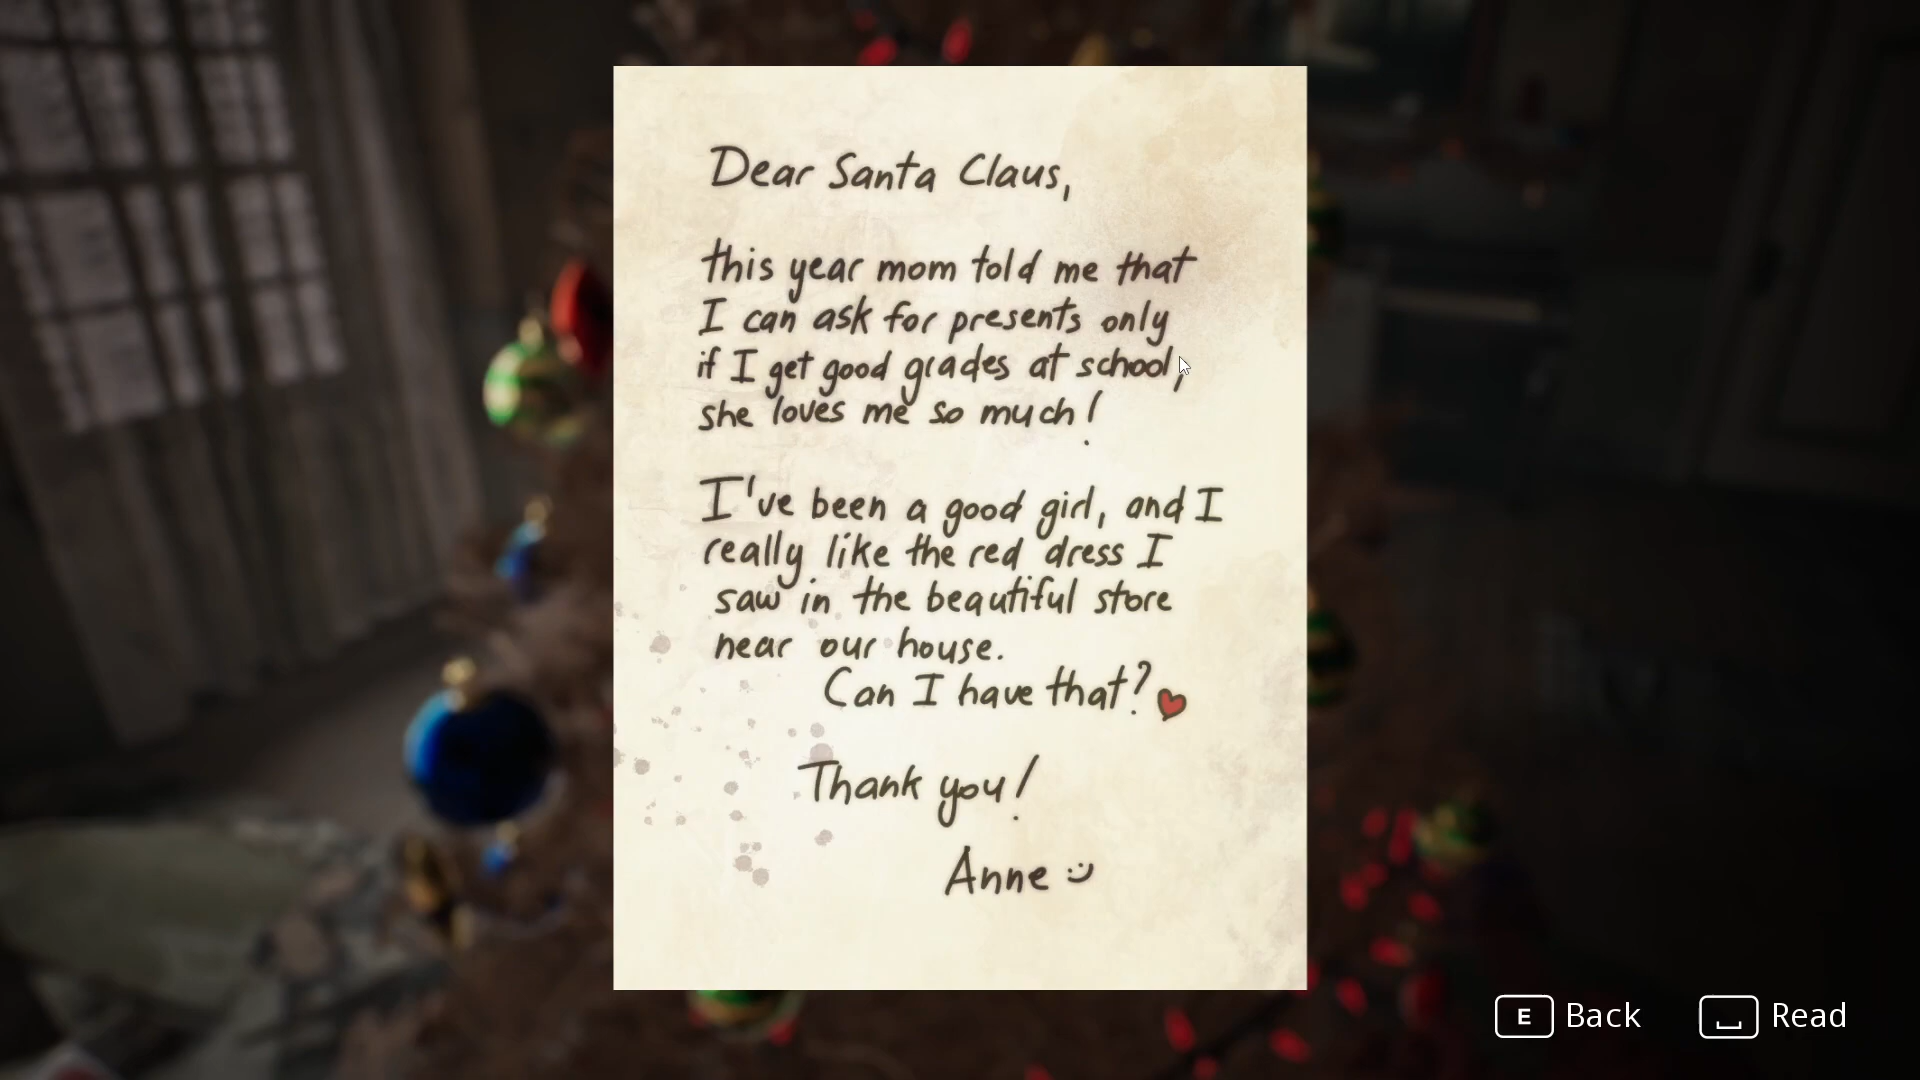 Dear Santa Claus,
this year mom told me that
I can ask for presents only
if I get good grades at school,
she loves me so much!
I've been a good girl, and I
really like the red dress I
saw in the beautiful store
near our house.
Can I have that?
Thank you!
Anne
E Back
Read